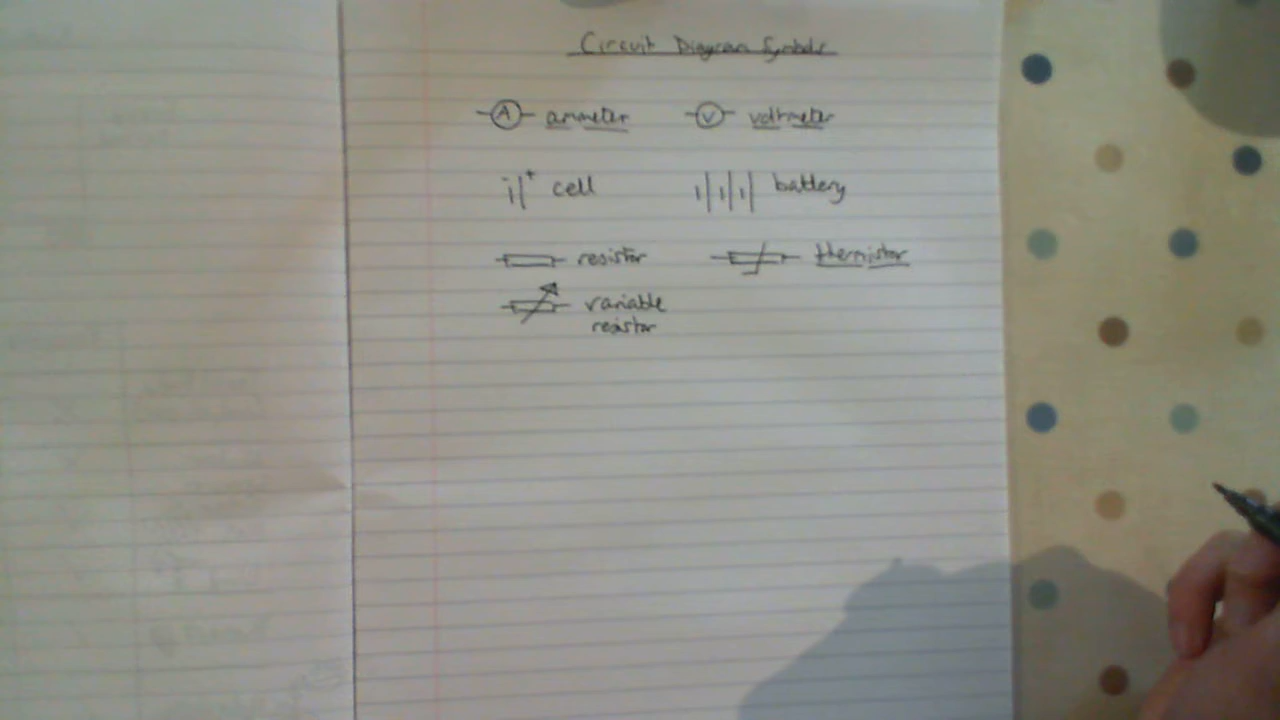 Circuit Diagram Symbols
A ammeter V voltmeter
+ cell battery
resistor thermistor
variable
resistor